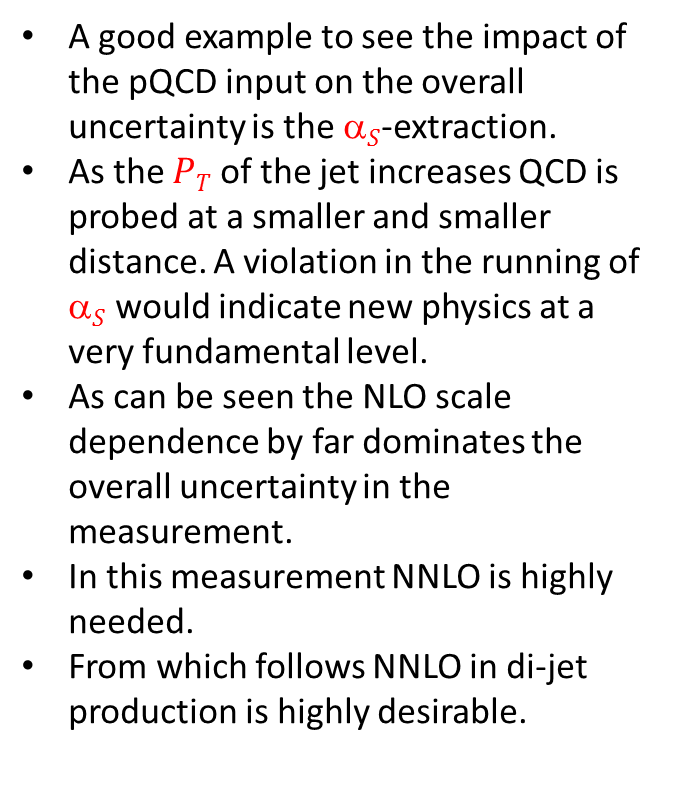 • A good example to see the impact of
the pQCD input on the overall
uncertainty is the α_S-extraction.
• As the P_T of the jet increases QCD is
probed at a smaller and smaller
distance. A violation in the running of
α_S would indicate new physics at a
very fundamental level.
• As can be seen the NLO scale
dependence by far dominates the
overall uncertainty in the
measurement.
• In this measurement NNLO is highly
needed.
• From which follows NNLO in di-jet
production is highly desirable.